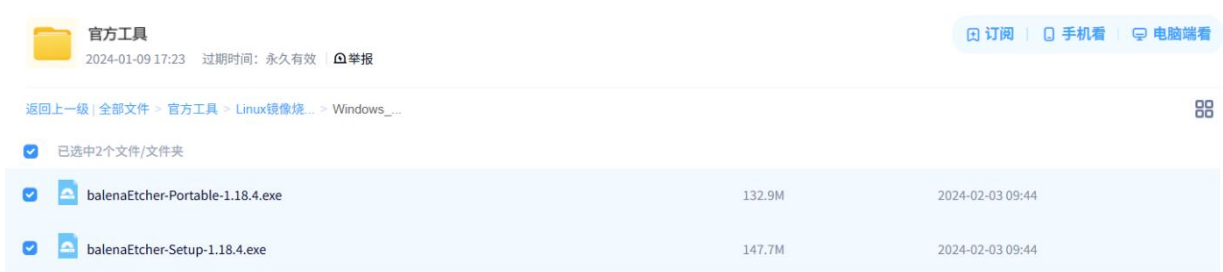 官方工具
订阅 手机看 电脑端看
2024-01-09 17:23 过期时间：永久有效 举报
返回上一级 | 全部文件 > 官方工具 > Linux镜像烧... > Windows_...
已选中2个文件/文件夹
balenaEtcher-Portable-1.18.4.exe 132.9M 2024-02-03 09:44
balenaEtcher-Setup-1.18.4.exe 147.7M 2024-02-03 09:44